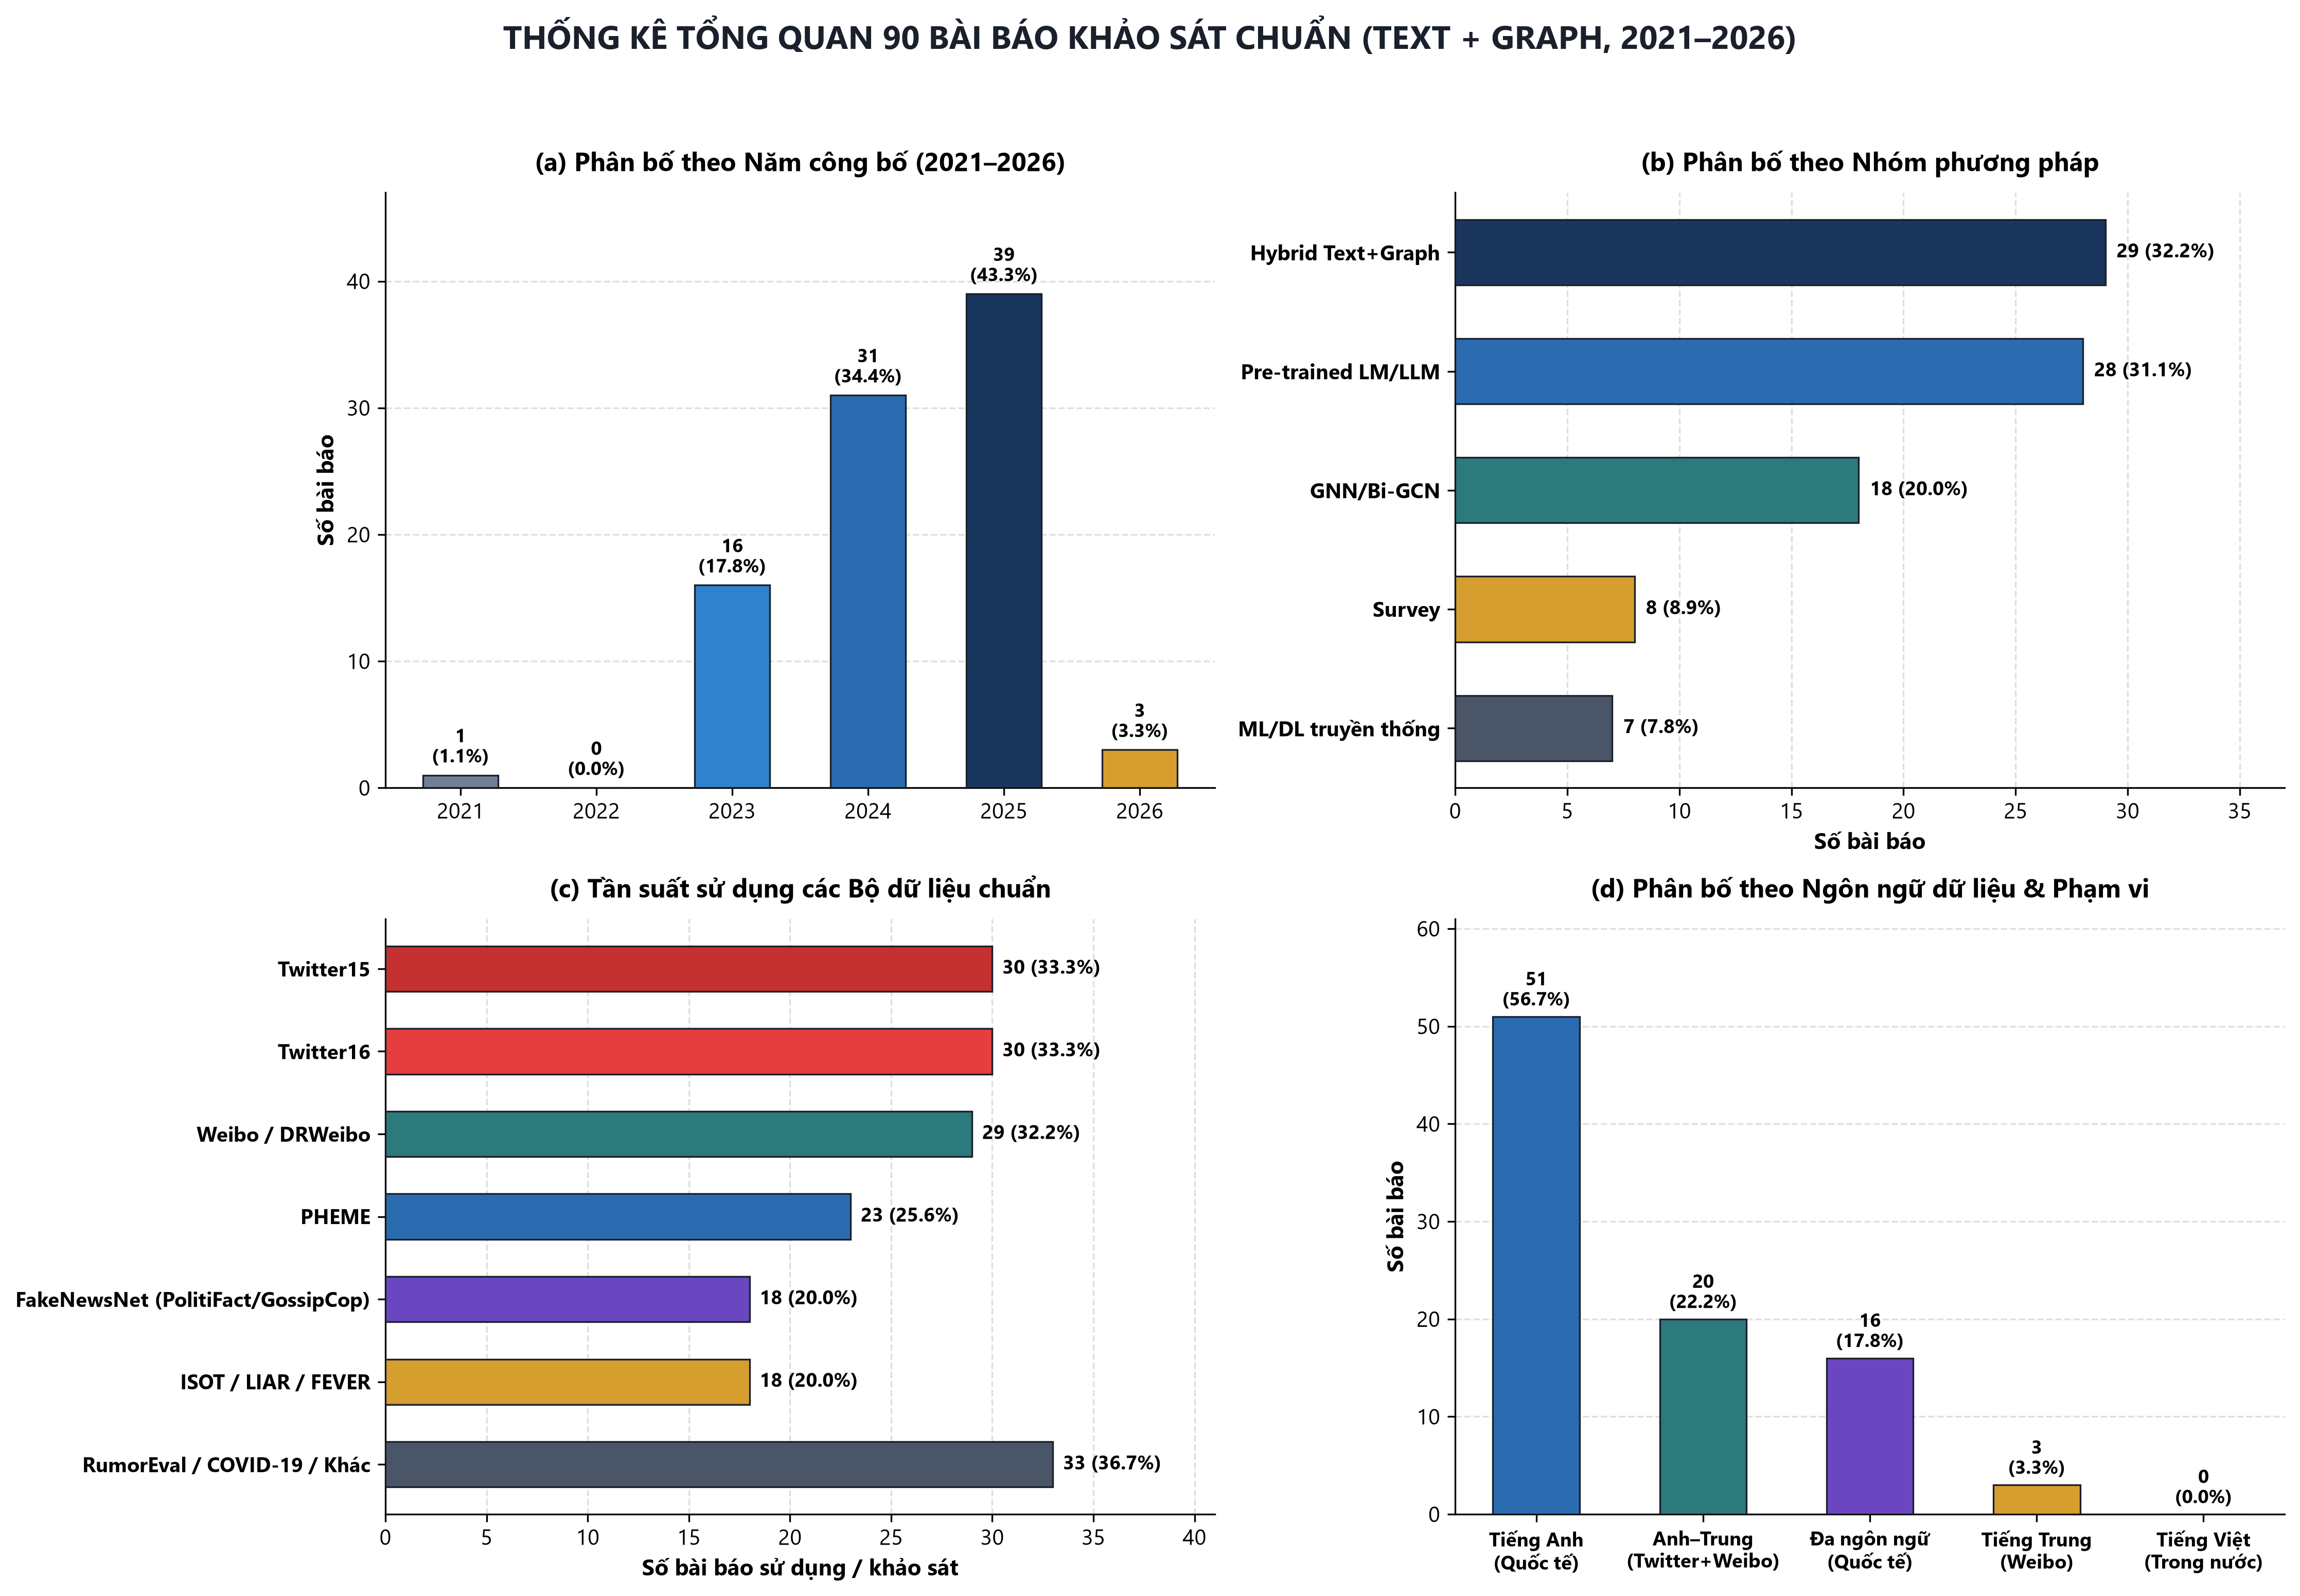 THỐNG KÊ TỔNG QUAN 90 BÀI BÁO KHẢO SÁT CHUẨN (TEXT + GRAPH, 2021–2026)
(a) Phân bố theo Năm công bố (2021–2026)
Số bài báo
40
30
20
10
0
1
(1.1%)
0
(0.0%)
16
(17.8%)
31
(34.4%)
39
(43.3%)
3
(3.3%)
2021 2022 2023 2024 2025 2026
(b) Phân bố theo Nhóm phương pháp
Hybrid Text+Graph 29 (32.2%)
Pre-trained LM/LLM 28 (31.1%)
GNN/Bi-GCN 18 (20.0%)
Survey 8 (8.9%)
ML/DL truyền thống 7 (7.8%)
0 5 10 15 20 25 30 35
Số bài báo
(c) Tần suất sử dụng các Bộ dữ liệu chuẩn
Twitter15 30 (33.3%)
Twitter16 30 (33.3%)
Weibo / DRWeibo 29 (32.2%)
PHEME 23 (25.6%)
FakeNewsNet (PolitiFact/GossipCop) 18 (20.0%)
ISOT / LIAR / FEVER 18 (20.0%)
RumorEval / COVID-19 / Khác 33 (36.7%)
0 5 10 15 20 25 30 35 40
Số bài báo sử dụng / khảo sát
(d) Phân bố theo Ngôn ngữ dữ liệu & Phạm vi
Số bài báo
60
50
40
30
20
10
0
51
(56.7%)
20
(22.2%)
16
(17.8%)
3
(3.3%)
0
(0.0%)
Tiếng Anh
(Quốc tế)
Anh–Trung
(Twitter+Weibo)
Đa ngôn ngữ
(Quốc tế)
Tiếng Trung
(Weibo)
Tiếng Việt
(Trong nước)